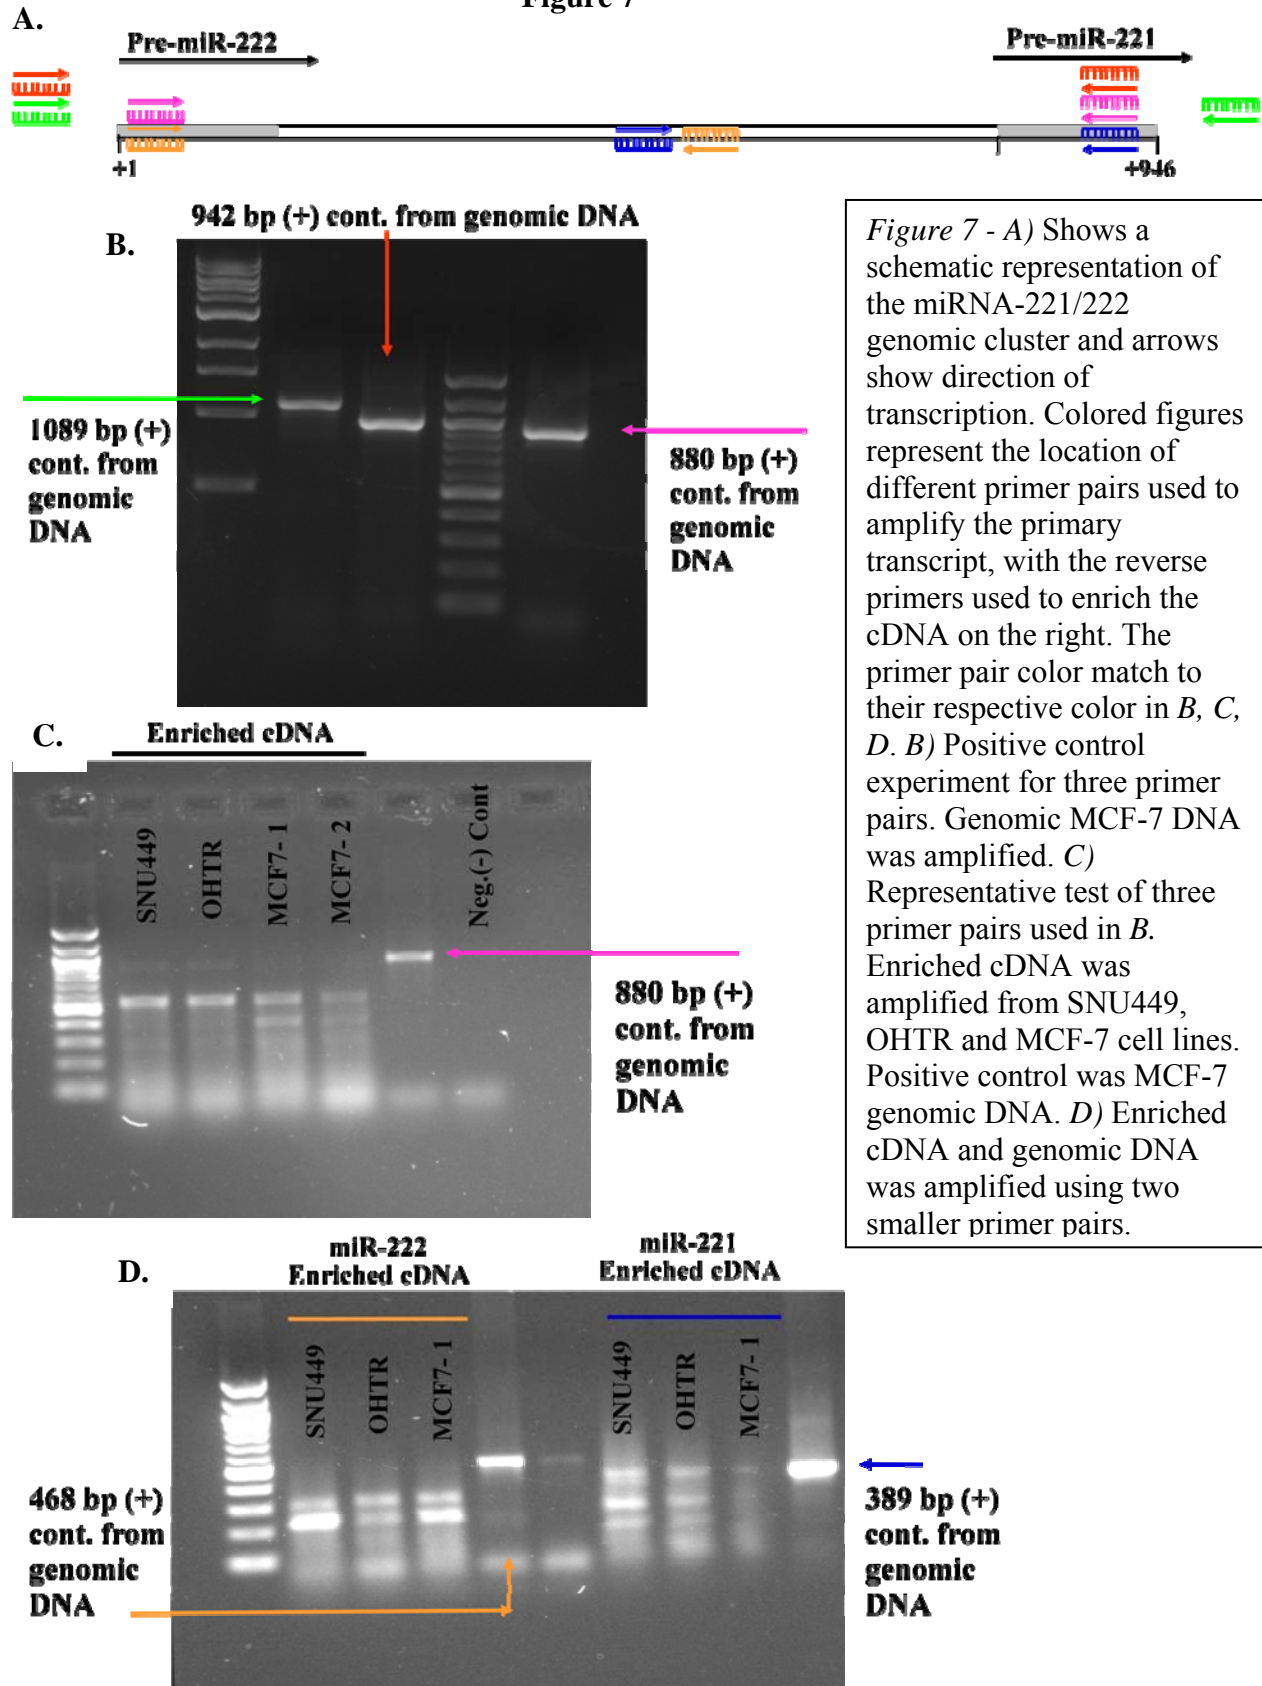 Figure 7
A.
Pre-miR-222
Pre-miR-221
+1
+946
942 bp (+) cont. from genomic DNA
B.
1089 bp (+)
cont. from
genomic
DNA
880 bp (+)
cont. from
genomic
DNA
Figure 7 - A) Shows a
schematic representation of
the miRNA-221/222
genomic cluster and arrows
show direction of
transcription. Colored figures
represent the location of
different primer pairs used to
amplify the primary
transcript, with the reverse
primers used to enrich the
cDNA on the right. The
primer pair color match to
their respective color in B, C,
D. B) Positive control
experiment for three primer
pairs. Genomic MCF-7 DNA
was amplified. C)
Representative test of three
primer pairs used in B.
Enriched cDNA was
amplified from SNU449,
OHTR and MCF-7 cell lines.
Positive control was MCF-7
genomic DNA. D) Enriched
cDNA and genomic DNA
was amplified using two
smaller primer pairs.
C.
Enriched cDNA
SNU449
OHTR
MCF7- 1
MCF7- 2
Neg.(-) Cont
880 bp (+)
cont. from
genomic
DNA
D.
miR-222
Enriched cDNA
miR-221
Enriched cDNA
SNU449
OHTR
MCF7- 1
SNU449
OHTR
MCF7- 1
468 bp (+)
cont. from
genomic
DNA
389 bp (+)
cont. from
genomic
DNA